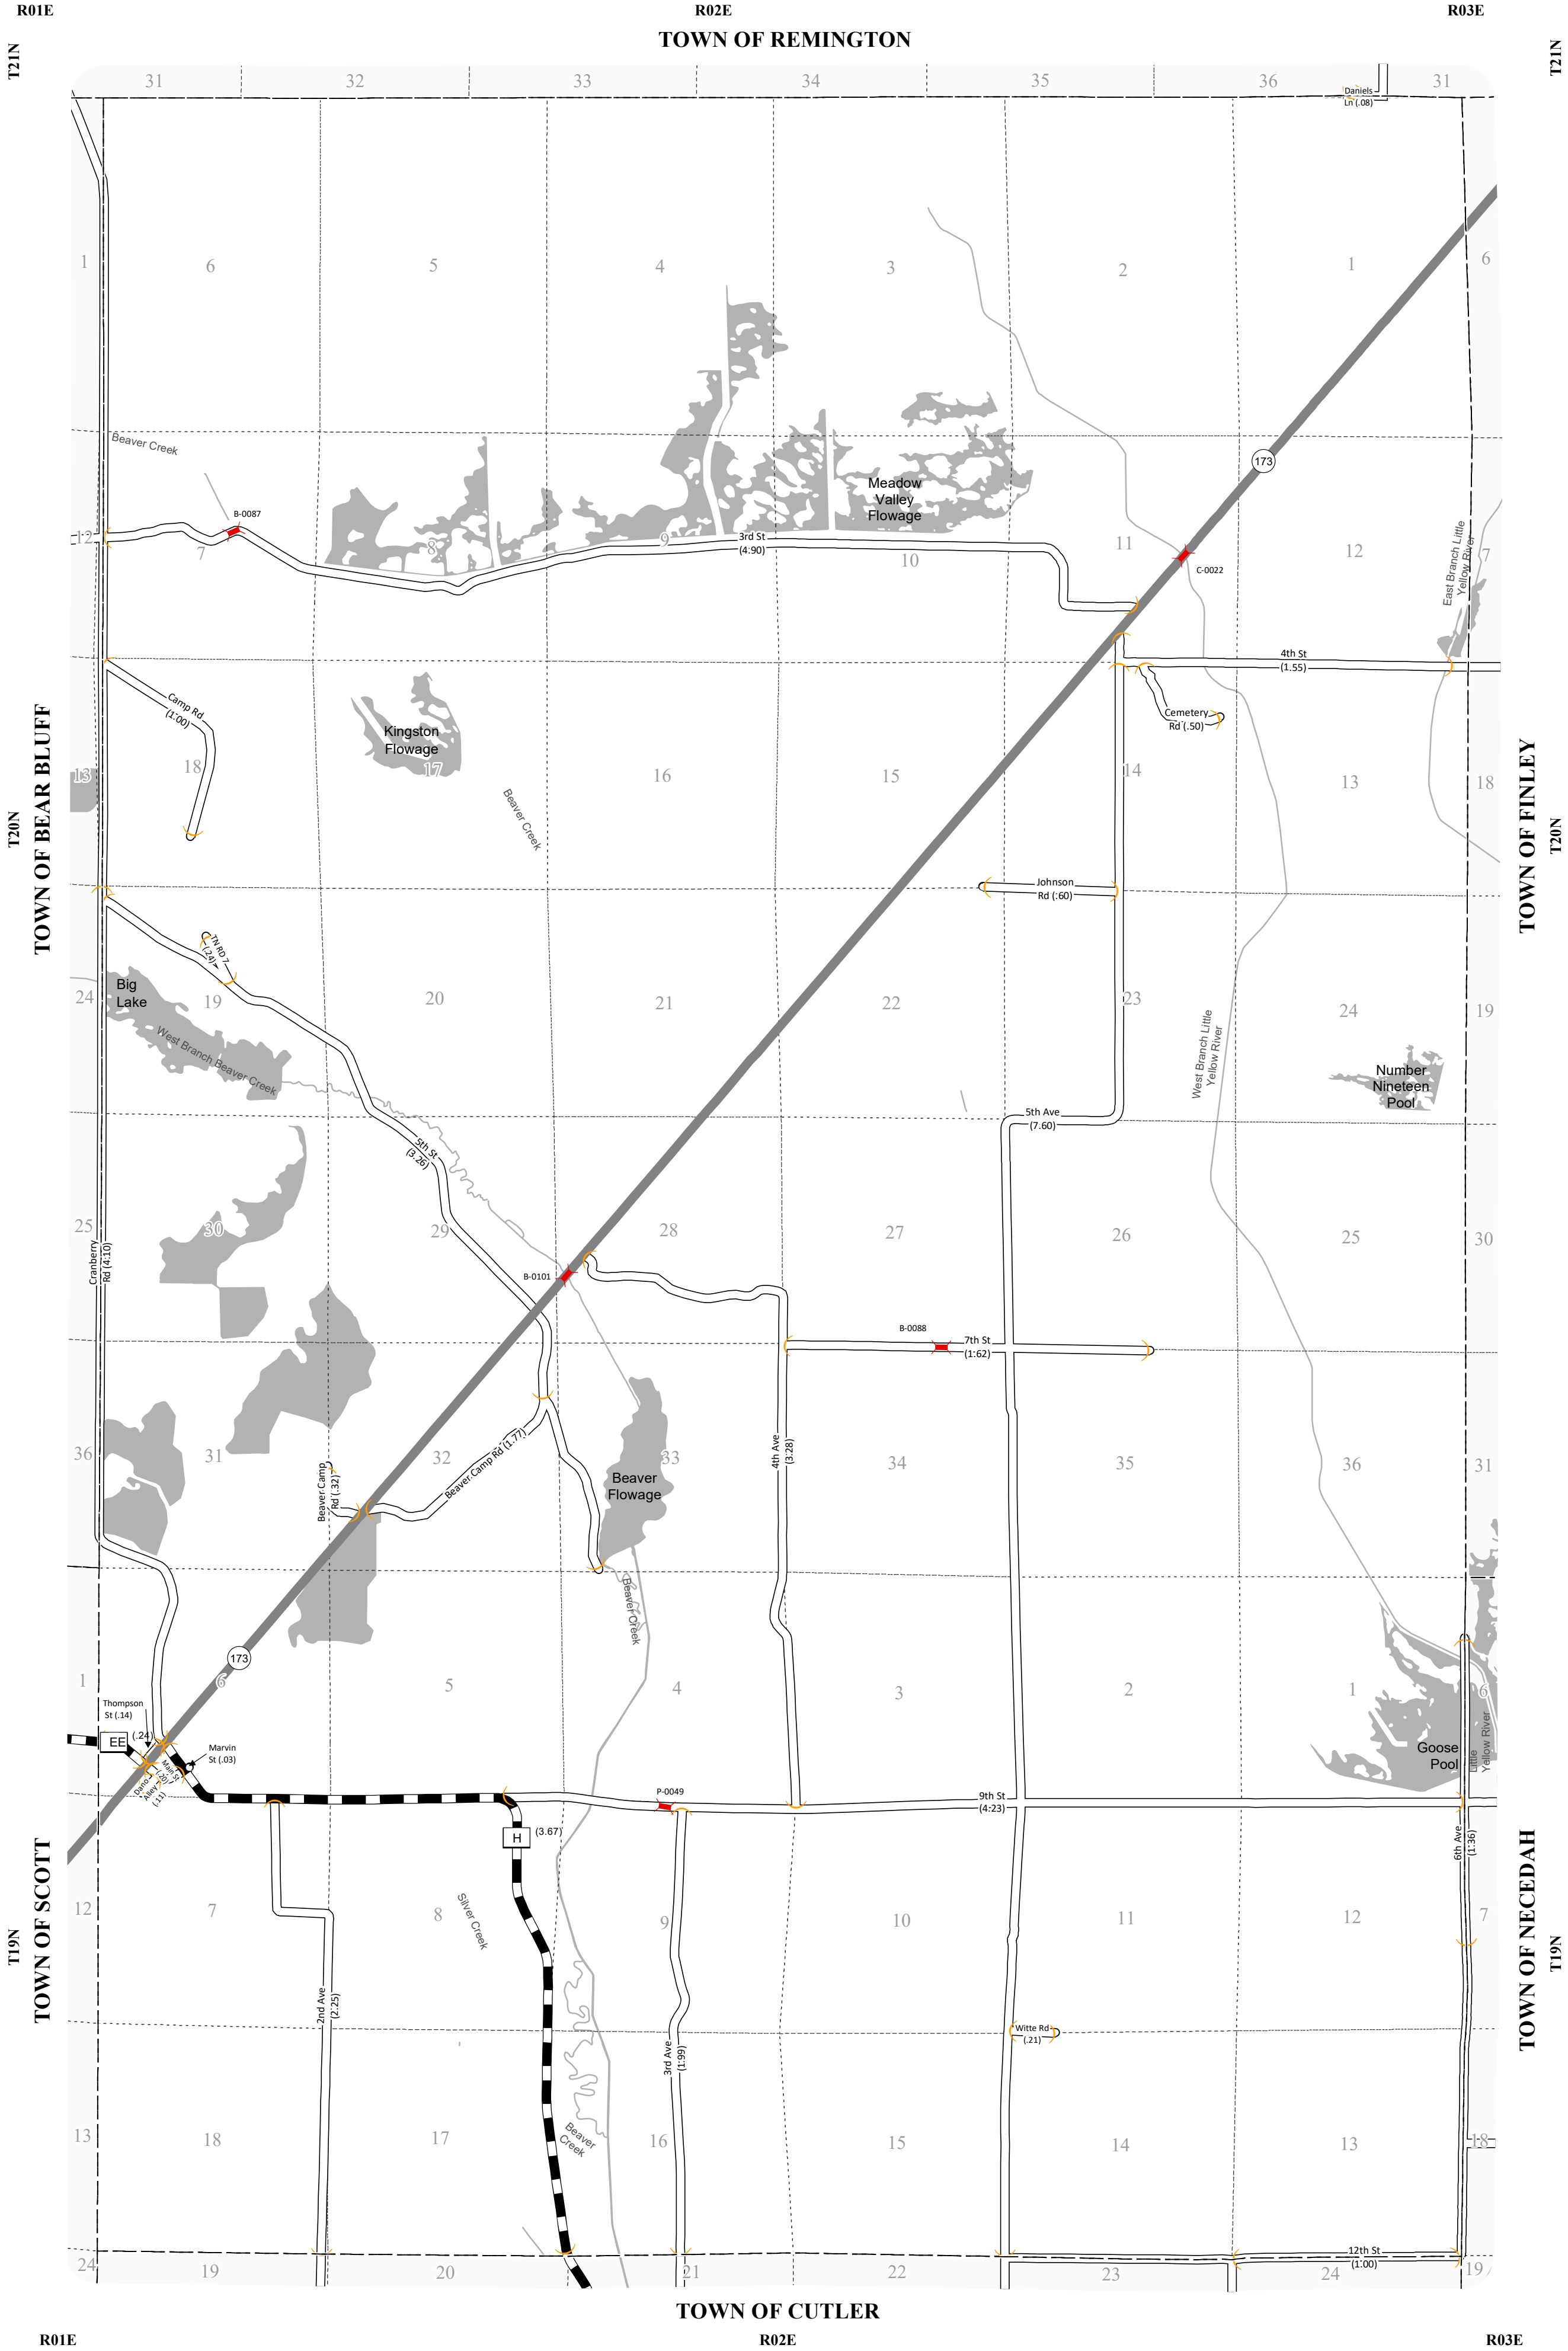 R01E R02E R03E
TOWN OF REMINGTON
T21N T21N
31 32 33 34 35 36 31
Daniels
Ln (.08)
1 6 5 4 3 2 1 6
173
Beaver Creek
Meadow
Valley
Flowage
B-0087
12 7 8 9 10 11 12 7
3rd St
(4.90)
C-0022
East Branch Little
Yellow River
4th St
(1.55)
Camp Rd
(1.00)
Cemetery
Rd (.50)
Kingston
Flowage
13 18 17 16 15 14 13 18
Beaver Creek
TOWN OF BEAR BLUFF
T20N
TOWN OF FINLEY
T20N
Johnson
Rd (.60)
TN RD 7
(.24)
Big
Lake
24 19 20 21 22 23 24 19
West Branch Beaver Creek
West Branch Little
Yellow River
Number
Nineteen
Pool
5th Ave
(7.60)
5th St
(3.26)
25 30 29 28 27 26 25 30
Cranberry
Rd (4.10)
B-0101
B-0088
7th St
(1.62)
4th Ave
(3.28)
36 31 32 33 34 35 36 31
Beaver Camp Rd (1.77)
Beaver Camp
Rd (.32)
Beaver
Flowage
Beaver Creek
173
1 6 5 4 3 2 1 6
Thompson
St (.14)
EE
(.24)
Marvin
St (.03)
Main St
(.20)
Dano
Alley
(.11)
Goose
Pool
Little
Yellow River
P-0049
9th St
(4.23)
H
(3.67)
6th Ave
(1.36)
TOWN OF SCOTT
T19N
TOWN OF NECEDAH
T19N
12 7 8 9 10 11 12 7
Silver Creek
2nd Ave
(2.25)
3rd Ave
(1.99)
Witte Rd
(.21)
13 18 17 16 15 14 13 18
Beaver
Creek
12th St
(1.00)
24 19 20 21 22 23 24 19
TOWN OF CUTLER
R01E R02E R03E